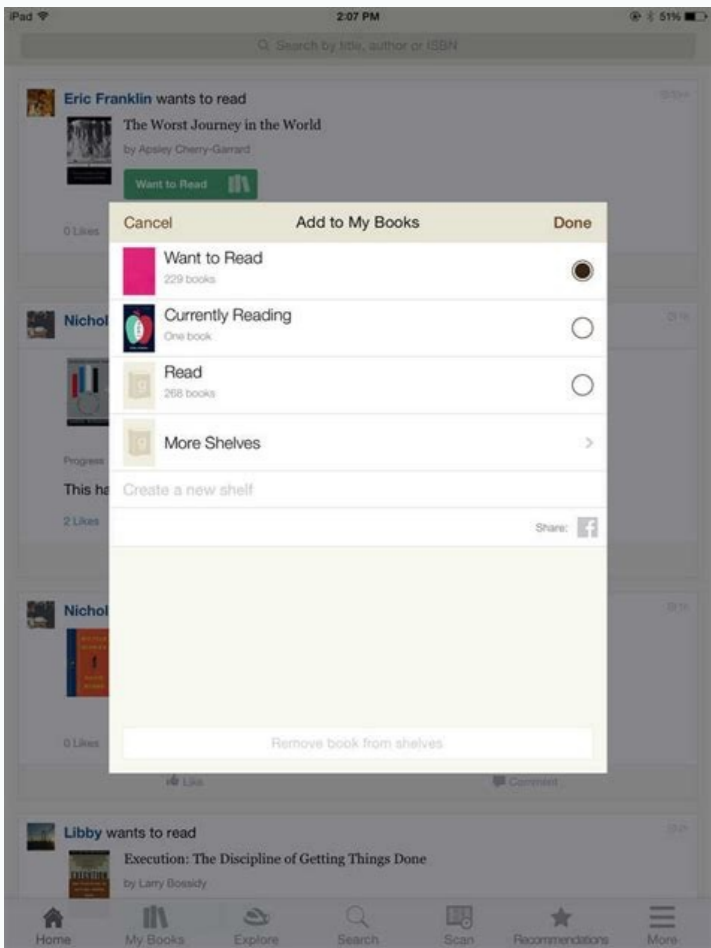 iPad
2:07 PM
51%
Search by title, author or ISBN
Eric Franklin wants to read
The Worst Journey in the World
by Apsley Cherry-Garrard
Want to Read
0 Likes
Cancel
Add to My Books
Done
Want to Read
229 books
Currently Reading
One book
Read
268 books
More Shelves
Create a new shelf
Share:
Nichol
Progress
This ha
2 Likes
Nichol
0 Likes
Remove book from shelves
Like
Comment
Libby wants to read
Execution: The Discipline of Getting Things Done
EXECUTION
by Larry Bossidy
Home
My Books
Explore
Search
Scan
Recommendations
More